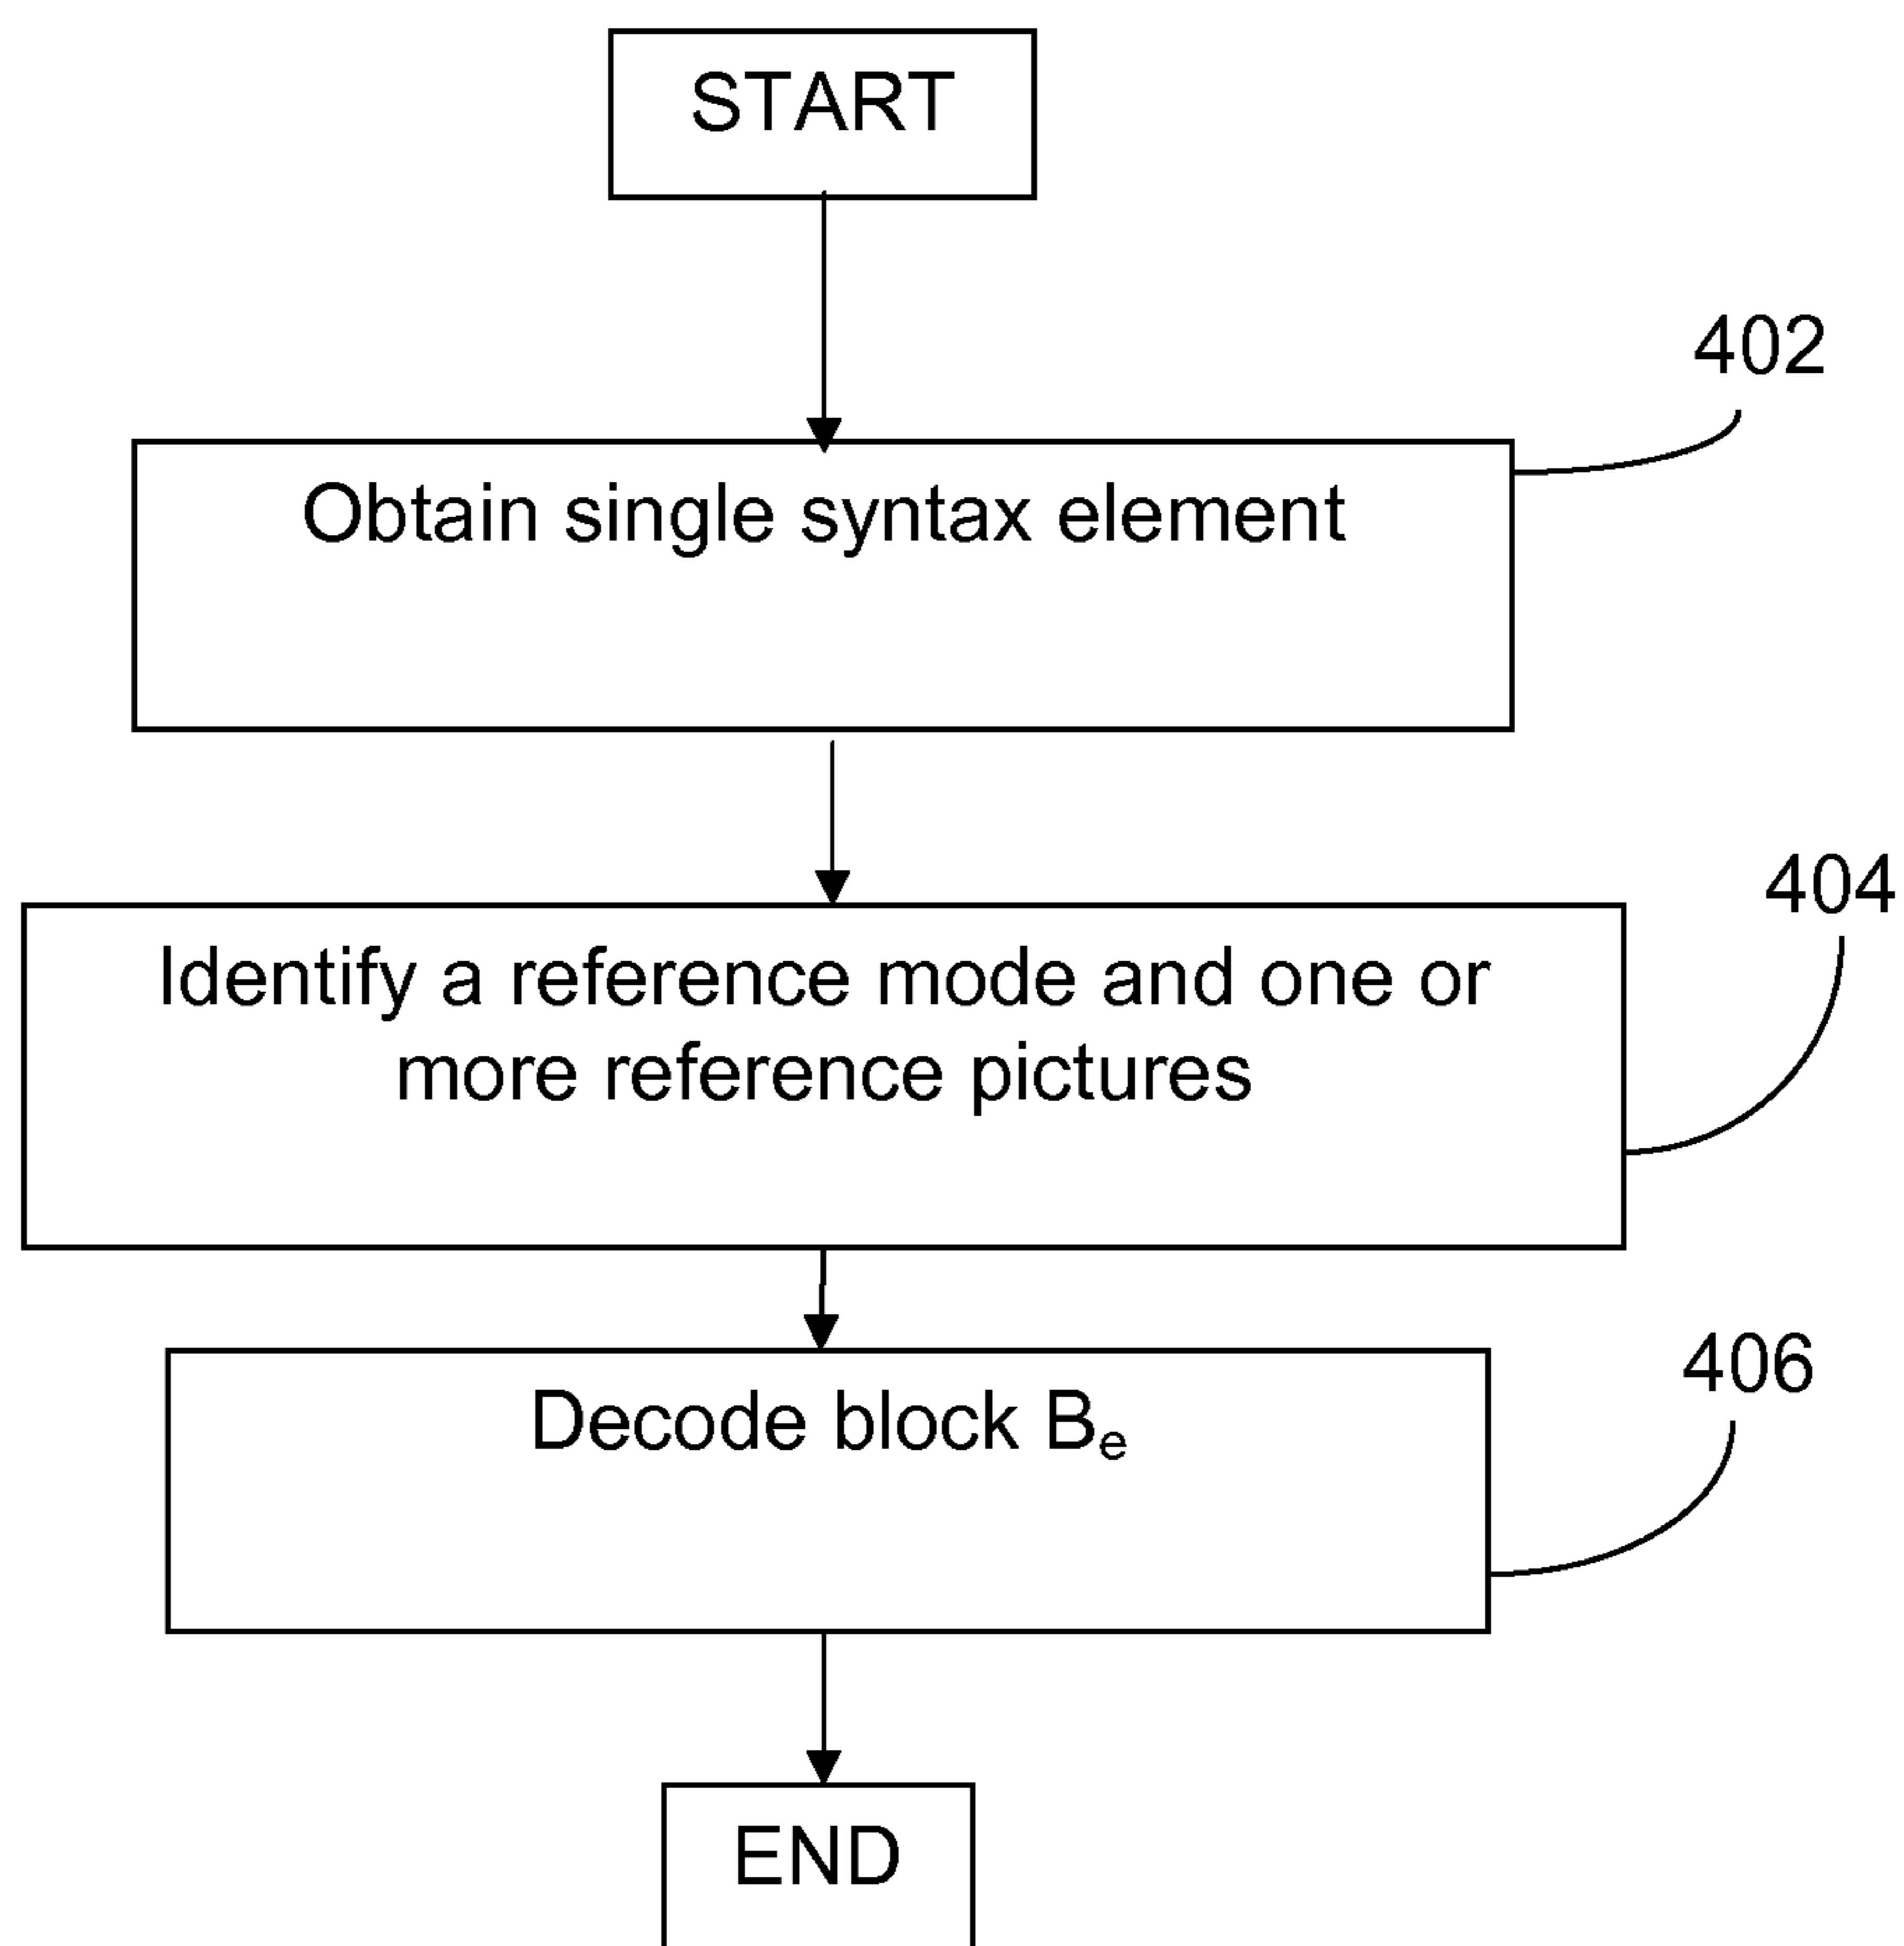 START
402
Obtain single syntax element
404
Identify a reference mode and one or
more reference pictures
406
Decode block Be
END